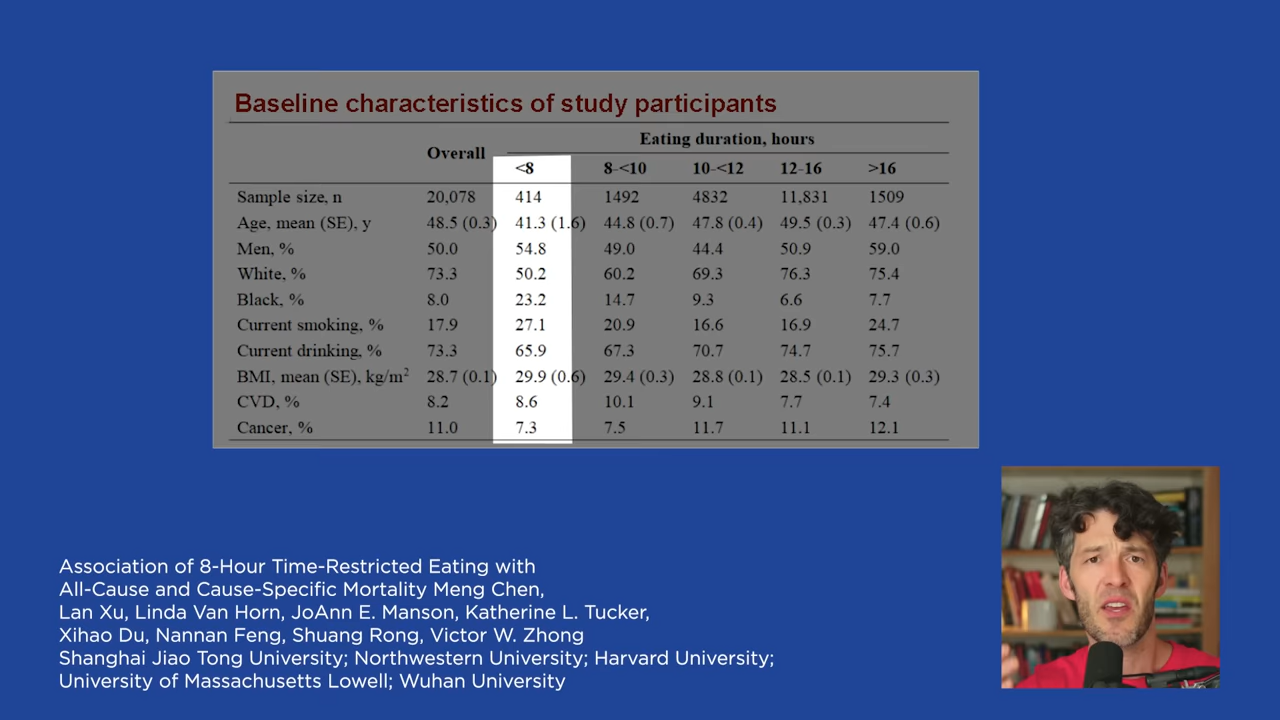 Baseline characteristics of study participants
Eating duration, hours
Overall
<8 8-<10 10-<12 12-16 >16
Sample size, n 20,078 414 1492 4832 11,831 1509
Age, mean (SE), y 48.5 (0.3) 41.3 (1.6) 44.8 (0.7) 47.8 (0.4) 49.5 (0.3) 47.4 (0.6)
Men, % 50.0 54.8 49.0 44.4 50.9 59.0
White, % 73.3 50.2 60.2 69.3 76.3 75.4
Black, % 8.0 23.2 14.7 9.3 6.6 7.7
Current smoking, % 17.9 27.1 20.9 16.6 16.9 24.7
Current drinking, % 73.3 65.9 67.3 70.7 74.7 75.7
BMI, mean (SE), kg/m² 28.7 (0.1) 29.9 (0.6) 29.4 (0.3) 28.8 (0.1) 28.5 (0.1) 29.3 (0.3)
CVD, % 8.2 8.6 10.1 9.1 7.7 7.4
Cancer, % 11.0 7.3 7.5 11.7 11.1 12.1
Association of 8-Hour Time-Restricted Eating with
All-Cause and Cause-Specific Mortality Meng Chen,
Lan Xu, Linda Van Horn, JoAnn E. Manson, Katherine L. Tucker,
Xihao Du, Nannan Feng, Shuang Rong, Victor W. Zhong
Shanghai Jiao Tong University; Northwestern University; Harvard University;
University of Massachusetts Lowell; Wuhan University